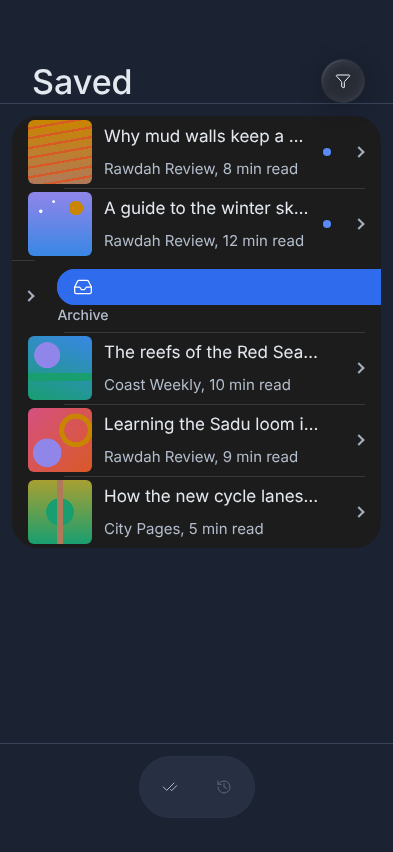 Saved
Why mud walls keep a ...
Rawdah Review, 8 min read
A guide to the winter sk...
Rawdah Review, 12 min read
Archive
The reefs of the Red Sea...
Coast Weekly, 10 min read
Learning the Sadu loom i...
Rawdah Review, 9 min read
How the new cycle lanes...
City Pages, 5 min read